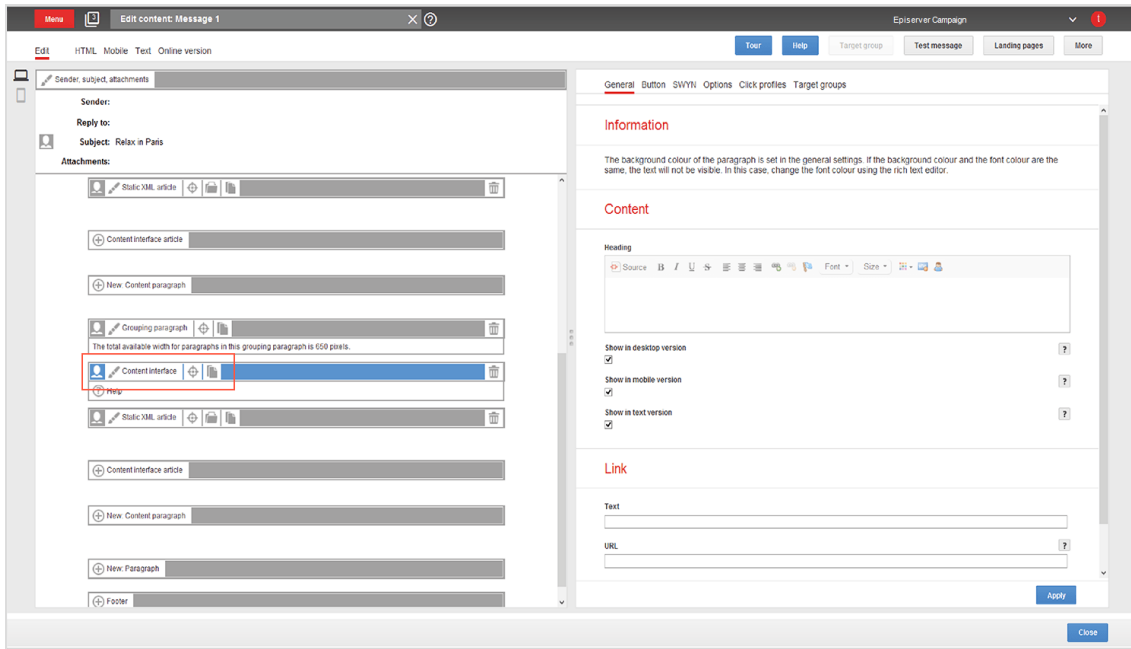 Menu
3
Edit content: Message 1
?
Episerver Campaign
t
Edit HTML Mobile Text Online version
Tour Help Target group Test message Landing pages More
Sender, subject, attachments
Sender:
Reply to:
Subject: Relax in Paris
Attachments:
Static XML article
Content interface article
New: Content paragraph
Grouping paragraph
The total available width for paragraphs in this grouping paragraph is 650 pixels.
Content interface
? Help
Static XML article
Content interface article
New: Content paragraph
New: Paragraph
Footer
General Button SWYN Options Click profiles Target groups
Information
The background colour of the paragraph is set in the general settings. If the background colour and the font colour are the
same, the text will not be visible. In this case, change the font colour using the rich text editor.
Content
Heading
Source B I U S Font Size
Show in desktop version ?
Show in mobile version ?
Show in text version ?
Link
Text
URL ?
Apply
Close